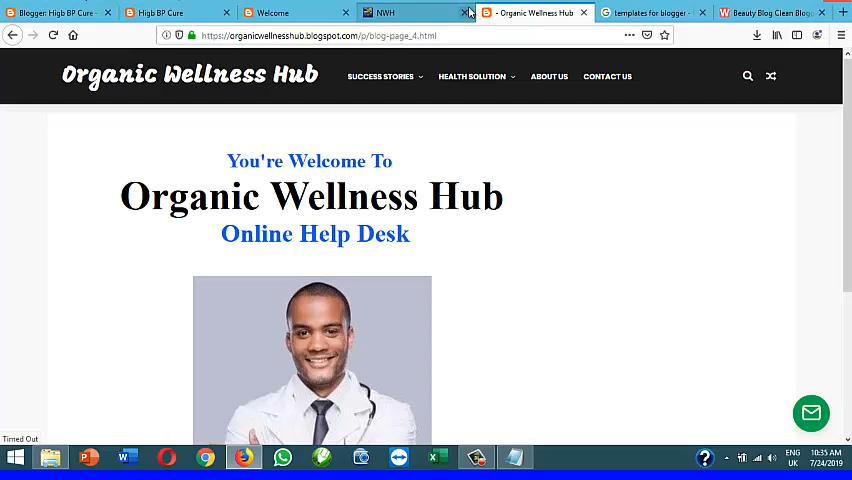 Blogger: Higb BP Cure -
Higb BP Cure
Welcome
NWH
- Organic Wellness Hub
templates for blogger -
Beauty Blog Clean Blogg
https://organicwellnesshub.blogspot.com/p/blog-page_4.html
Organic Wellness Hub
SUCCESS STORIES
HEALTH SOLUTION
ABOUT US
CONTACT US
You're Welcome To
Organic Wellness Hub
Online Help Desk
Timed Out
ENG
UK
10:35 AM
7/24/2019